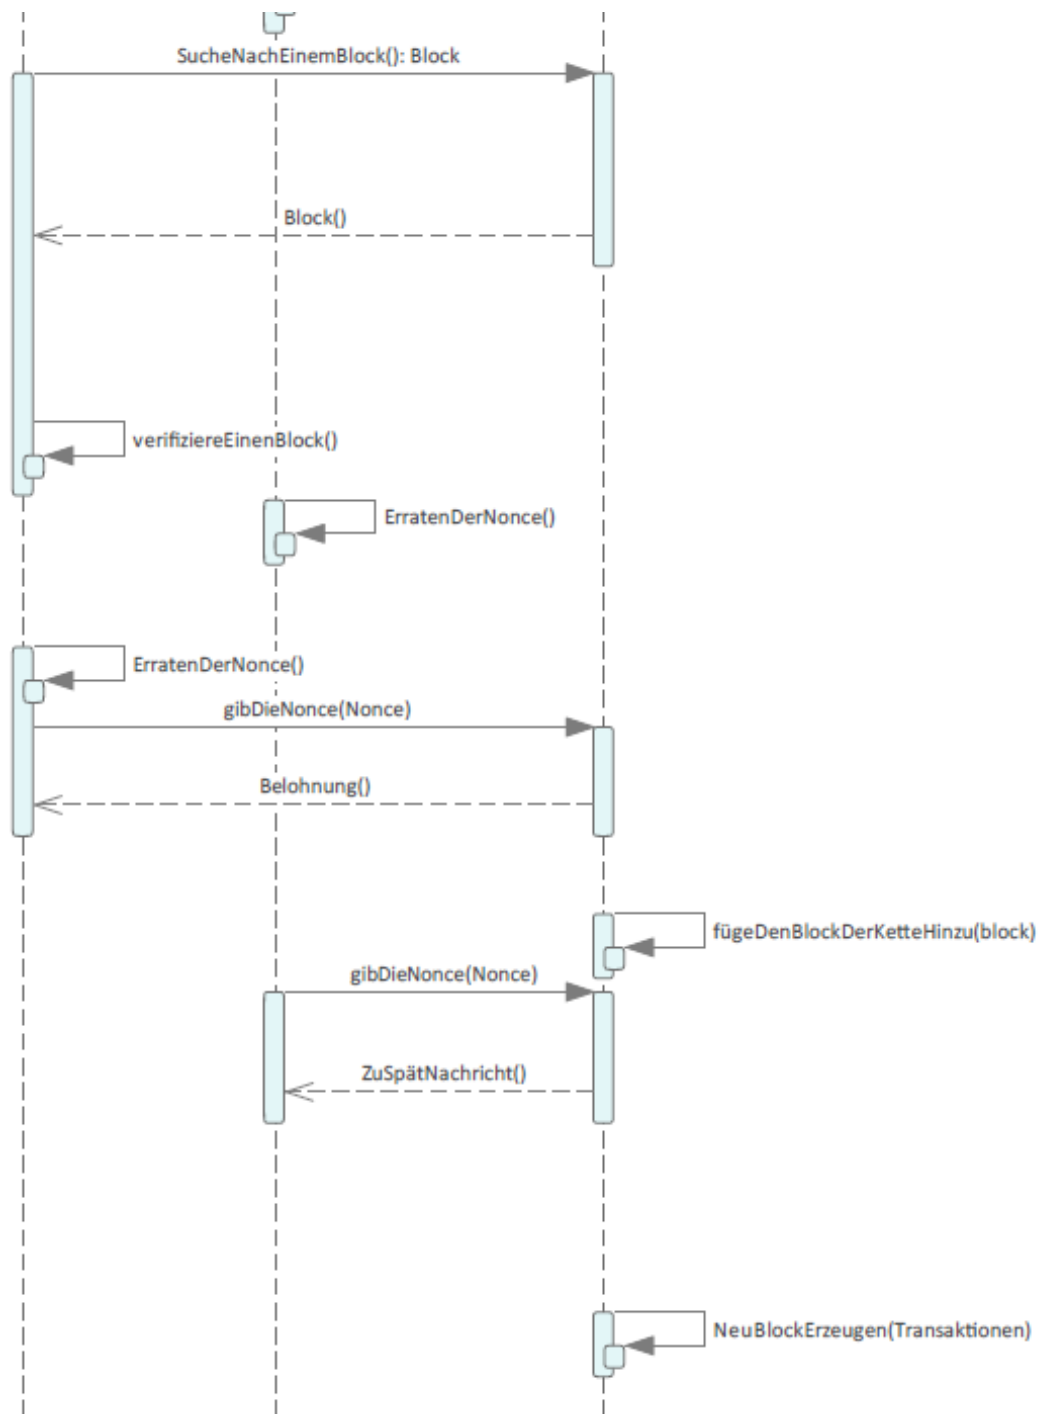 SucheNachEinemBlock(): Block
Block()
verifiziereEinenBlock()
ErratenDerNonce()
ErratenDerNonce()
gibDieNonce(Nonce)
Belohnung()
fügeDenBlockDerKetteHinzu(block)
gibDieNonce(Nonce)
ZuSpätNachricht()
NeuBlockErzeugen(Transaktionen)